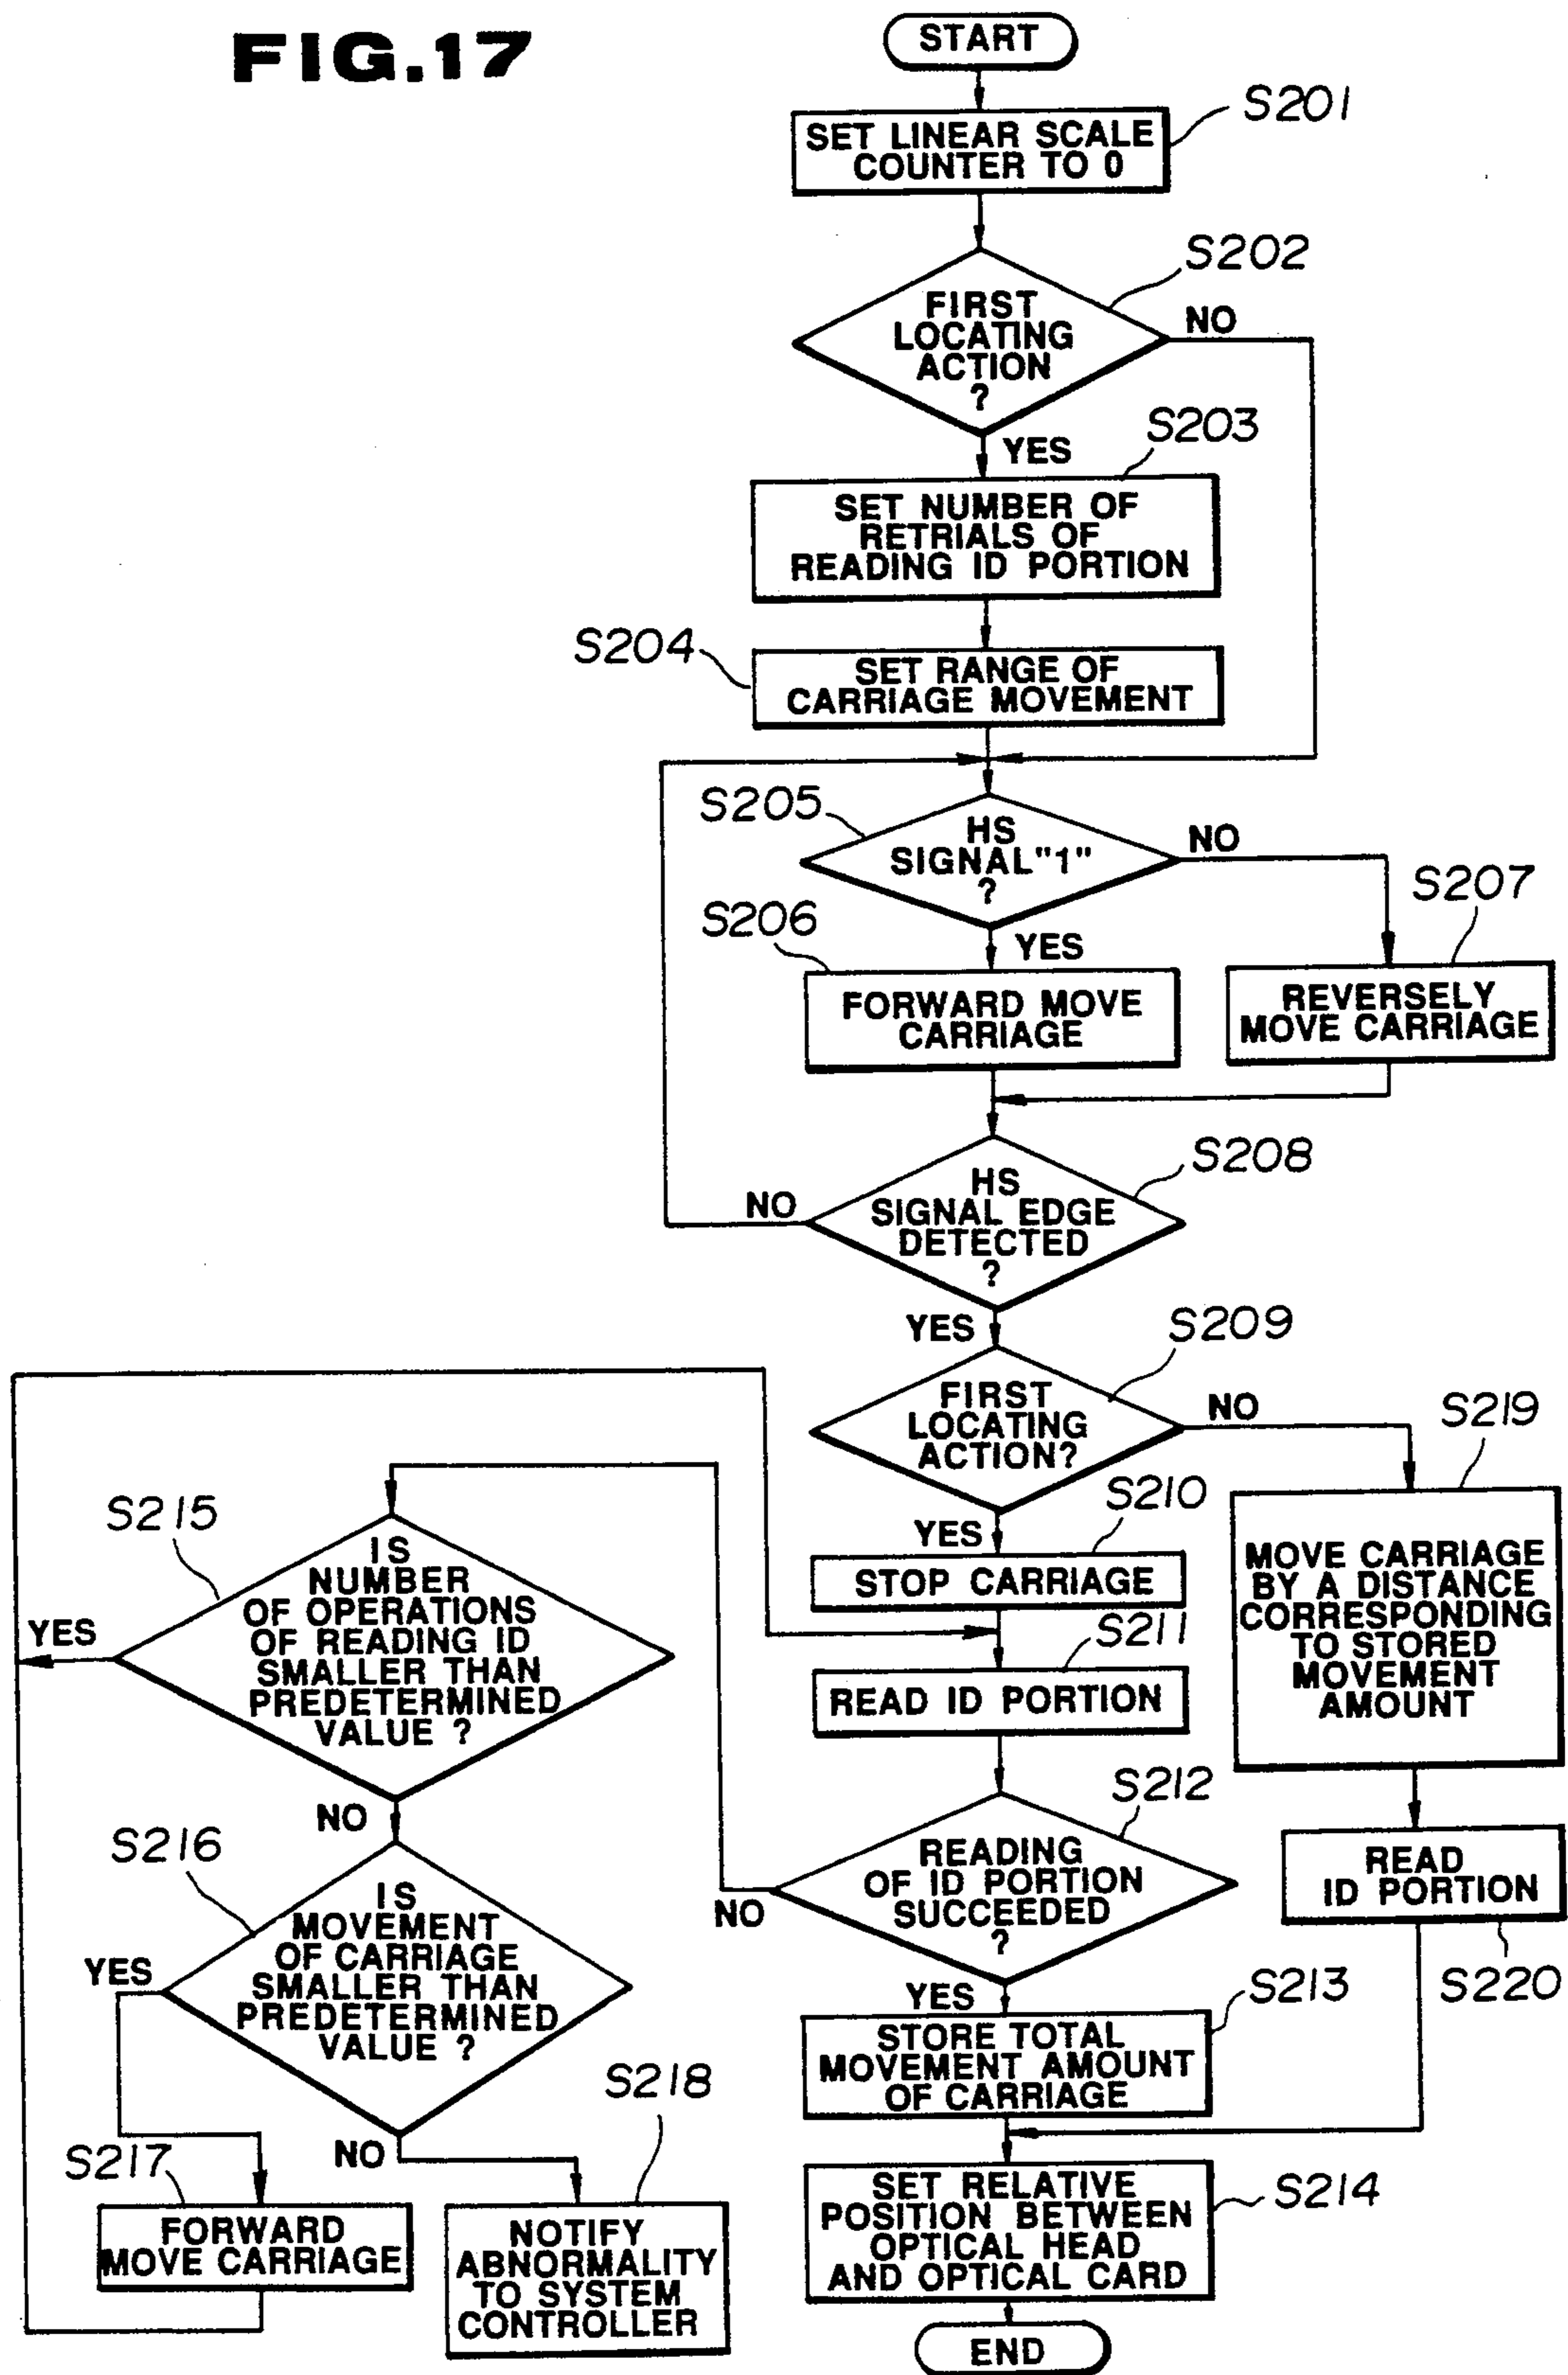 FIG.17
START
S201
SET LINEAR SCALE
COUNTER TO 0
S202
FIRST
LOCATING
ACTION
?
NO
YES
S203
SET NUMBER OF
RETRIALS OF
READING ID PORTION
S204
SET RANGE OF
CARRIAGE MOVEMENT
S205
HS
SIGNAL "1"
?
NO
YES
S206
FORWARD MOVE
CARRIAGE
S207
REVERSELY
MOVE CARRIAGE
S208
HS
SIGNAL EDGE
DETECTED
?
NO
YES
S209
FIRST
LOCATING
ACTION?
NO
YES
S210
STOP CARRIAGE
S211
READ ID PORTION
S212
READING
OF ID PORTION
SUCCEEDED
?
NO
YES
S213
STORE TOTAL
MOVEMENT AMOUNT
OF CARRIAGE
S214
SET RELATIVE
POSITION BETWEEN
OPTICAL HEAD
AND OPTICAL CARD
END
S215
IS
NUMBER
OF OPERATIONS
OF READING ID
SMALLER THAN
PREDETERMINED
VALUE ?
YES
NO
S216
IS
MOVEMENT
OF CARRIAGE
SMALLER THAN
PREDETERMINED
VALUE ?
YES
NO
S217
FORWARD
MOVE CARRIAGE
S218
NOTIFY
ABNORMALITY
TO SYSTEM
CONTROLLER
S219
MOVE CARRIAGE
BY A DISTANCE
CORRESPONDING
TO STORED
MOVEMENT
AMOUNT
READ
ID PORTION
S220